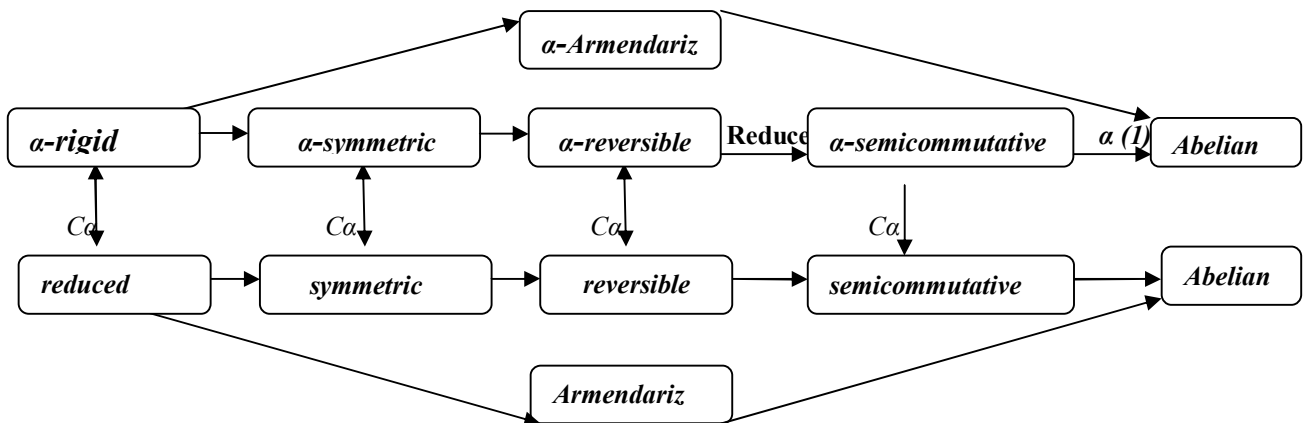 α-Armendariz
α-rigid α-symmetric α-reversible Reduce α-semicommutative α (1) Abelian
Cα Cα Cα Cα
reduced symmetric reversible semicommutative Abelian
Armendariz